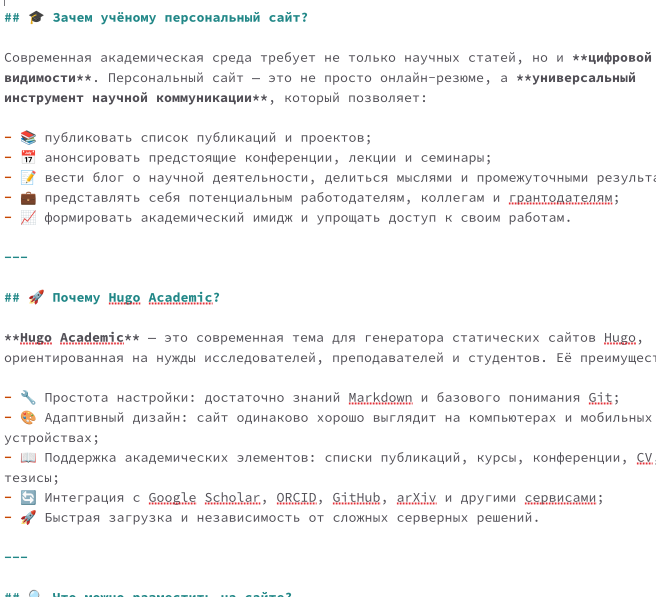 ## 🎓 Зачем учёному персональный сайт?
Современная академическая среда требует не только научных статей, но и **цифровой
видимости**. Персональный сайт — это не просто онлайн-резюме, а **универсальный
инструмент научной коммуникации**, который позволяет:
- 📚 публиковать список публикаций и проектов;
- 📅 анонсировать предстоящие конференции, лекции и семинары;
- 📝 вести блог о научной деятельности, делиться мыслями и промежуточными
- 💼 представлять себя потенциальным работодателям, коллегам и грантодателям;
- 📈 формировать академический имидж и упрощать доступ к своим работам.
---
## 🚀 Почему Hugo Academic?
**Hugo Academic** — это современная тема для генератора статических сайтов Hugo,
ориентированная на нужды исследователей, преподавателей и студентов. Её
- 🔧 Простота настройки: достаточно знаний Markdown и базового понимания Git;
- 🎨 Адаптивный дизайн: сайт одинаково хорошо выглядит на компьютерах и мобильных
устройствах;
- 📖 Поддержка академических элементов: списки публикаций, курсы, конференции, CV,
тезисы;
- 🔄 Интеграция с Google Scholar, ORCID, GitHub, arXiv и другими сервисами;
- 🚀 Быстрая загрузка и независимость от сложных серверных решений.
---
## 🔍 Что можно разместить на сайте?